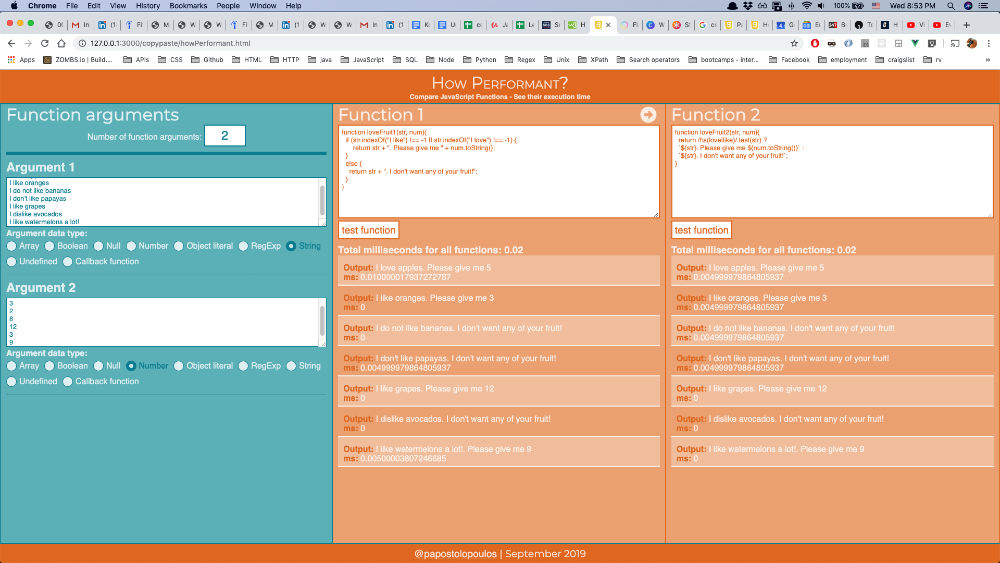 Chrome File Edit View History Bookmarks People Window Help
100% Wed 8:53 PM
127.0.0.1:3000/copypaste/howPerformant.html
Apps ZOMBS.io | Build.... APIs CSS Github HTML HTTP java JavaScript SQL Node Python Regex Unix XPath Search operators bootcamps - inter... Facebook employment craigslist rv
How Performant?
Compare JavaScript Functions - See their execution time
Function arguments
Number of function arguments: 2
Argument 1
I like oranges
I do not like bananas
I don't like papayas
I like grapes
I dislike avocados
I like watermelons a lot!
Argument data type:
Array Boolean Null Number Object literal RegExp String
Undefined Callback function
Argument 2
3
2
8
12
3
9
Argument data type:
Array Boolean Null Number Object literal RegExp String
Undefined Callback function
Function 1
function loveFruit1(str, num){
if (str.indexOf("I like") !== -1 || str.indexOf("I love") !== -1) {
return str + ". Please give me " + num.toString();
}
else {
return str + ". I don't want any of your fruit!";
}
}
test function
Total milliseconds for all functions: 0.02
Output: I love apples. Please give me 5
ms: 0.010000017937272787
Output: I like oranges. Please give me 3
ms: 0
Output: I do not like bananas. I don't want any of your fruit!
ms: 0
Output: I don't like papayas. I don't want any of your fruit!
ms: 0.004999979864805937
Output: I like grapes. Please give me 12
ms: 0
Output: I dislike avocados. I don't want any of your fruit!
ms: 0
Output: I like watermelons a lot!. Please give me 9
ms: 0.00500003807246685
Function 2
function loveFruit2(str, num){
`${str}. Please give me ${num.toString()}` :
`${str}. I don't want any of your fruit!`;
}
test function
Total milliseconds for all functions: 0.02
Output: I love apples. Please give me 5
ms: 0.004999979864805937
Output: I like oranges. Please give me 3
ms: 0.004999979864805937
Output: I do not like bananas. I don't want any of your fruit!
ms: 0.004999979864805937
Output: I don't like papayas. I don't want any of your fruit!
ms: 0.004999979864805937
Output: I like grapes. Please give me 12
ms: 0
Output: I dislike avocados. I don't want any of your fruit!
ms: 0
Output: I like watermelons a lot!. Please give me 9
ms: 0
@papostolopoulos | September 2019